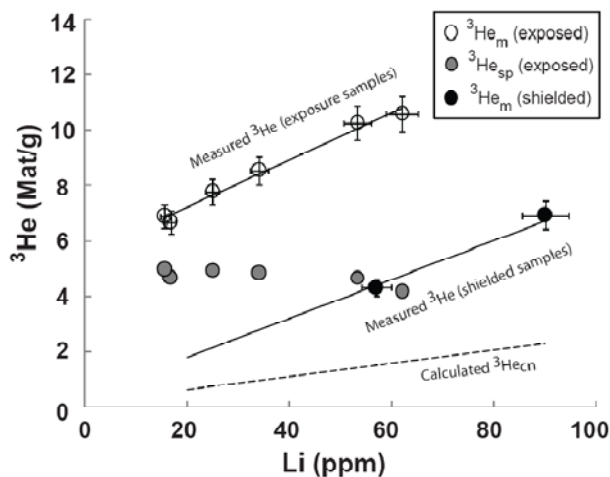 14
12
10
8
6
4
2
0
³He (Mat/g)
³Heₘ (exposed)
³Heₛₚ (exposed)
³Heₘ (shielded)
Measured ³He (exposure samples)
Measured ³He (shielded samples)
Calculated ³Hecn
0 20 40 60 80 100
Li (ppm)